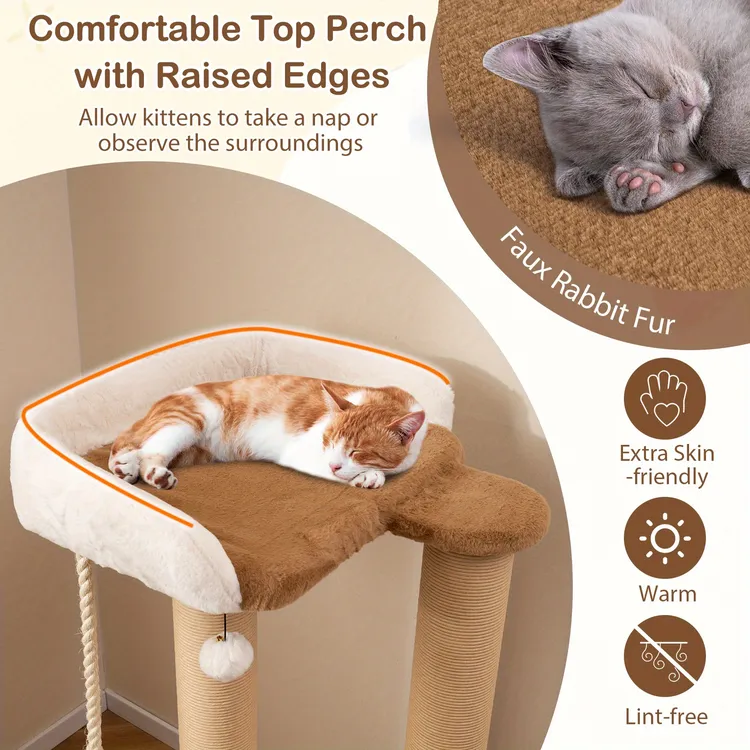 Comfortable Top Perch
with Raised Edges
Allow kittens to take a nap or
observe the surroundings
Faux Rabbit Fur
Extra Skin
-friendly
Warm
Lint-free